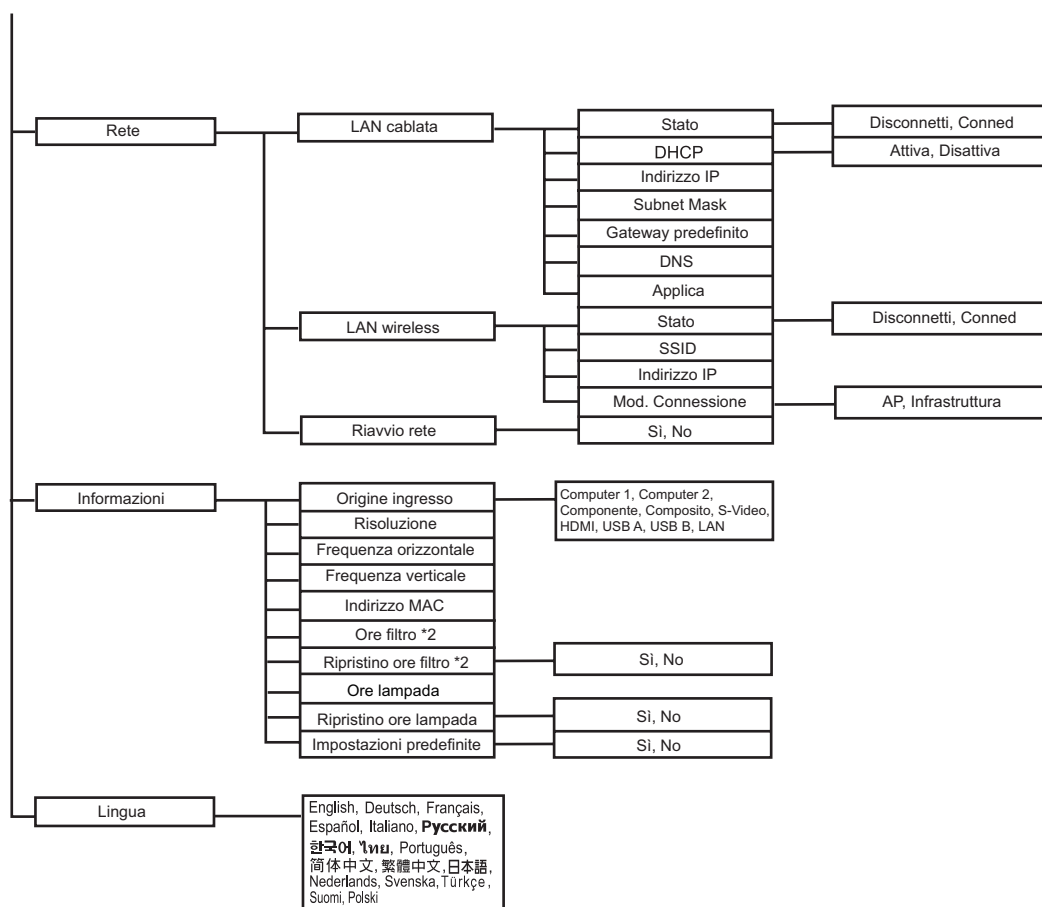 Rete
LAN cablata
Stato
Disconnetti, Conned
DHCP
Attiva, Disattiva
Indirizzo IP
Subnet Mask
Gateway predefinito
DNS
Applica
LAN wireless
Stato
Disconnetti, Conned
SSID
Indirizzo IP
Mod. Connessione
AP, Infrastruttura
Riavvio rete
Sì, No
Informazioni
Origine ingresso
Computer 1, Computer 2,
Componente, Composito, S-Video,
HDMI, USB A, USB B, LAN
Risoluzione
Frequenza orizzontale
Frequenza verticale
Indirizzo MAC
Ore filtro *2
Ripristino ore filtro *2
Sì, No
Ore lampada
Ripristino ore lampada
Sì, No
Impostazioni predefinite
Sì, No
Lingua
English, Deutsch, Français,
Español, Italiano, Русский,
한국어, ไทย, Português,
简体中文, 繁體中文, 日本語,
Nederlands, Svenska, Türkçe,
Suomi, Polski